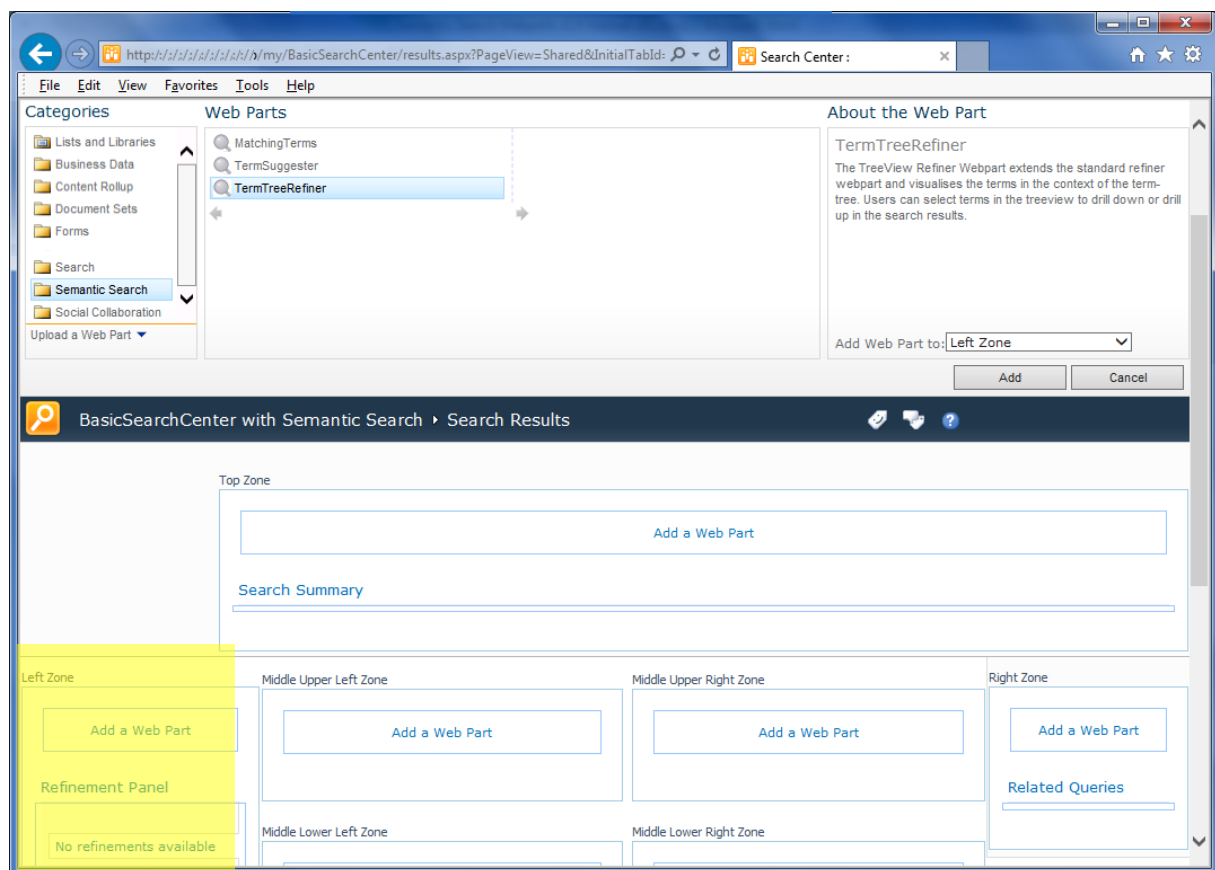 http://:/:/:/:/:/:/:/://my/BasicSearchCenter/results.aspx?PageView=Shared&InitialTabId=
Search Center :
File Edit View Favorites Tools Help
Categories
Lists and Libraries
Business Data
Content Rollup
Document Sets
Forms
Search
Semantic Search
Social Collaboration
Upload a Web Part
Web Parts
MatchingTerms
TermSuggester
TermTreeRefiner
About the Web Part
TermTreeRefiner
The TreeView Refiner Webpart extends the standard refiner
webpart and visualises the terms in the context of the term-
tree. Users can select terms in the treeview to drill down or drill
up in the search results.
Add Web Part to: Left Zone
Add Cancel
BasicSearchCenter with Semantic Search ‣ Search Results
Top Zone
Add a Web Part
Search Summary
Left Zone
Add a Web Part
Refinement Panel
No refinements available
Middle Upper Left Zone
Add a Web Part
Middle Upper Right Zone
Add a Web Part
Right Zone
Add a Web Part
Related Queries
Middle Lower Left Zone
Middle Lower Right Zone